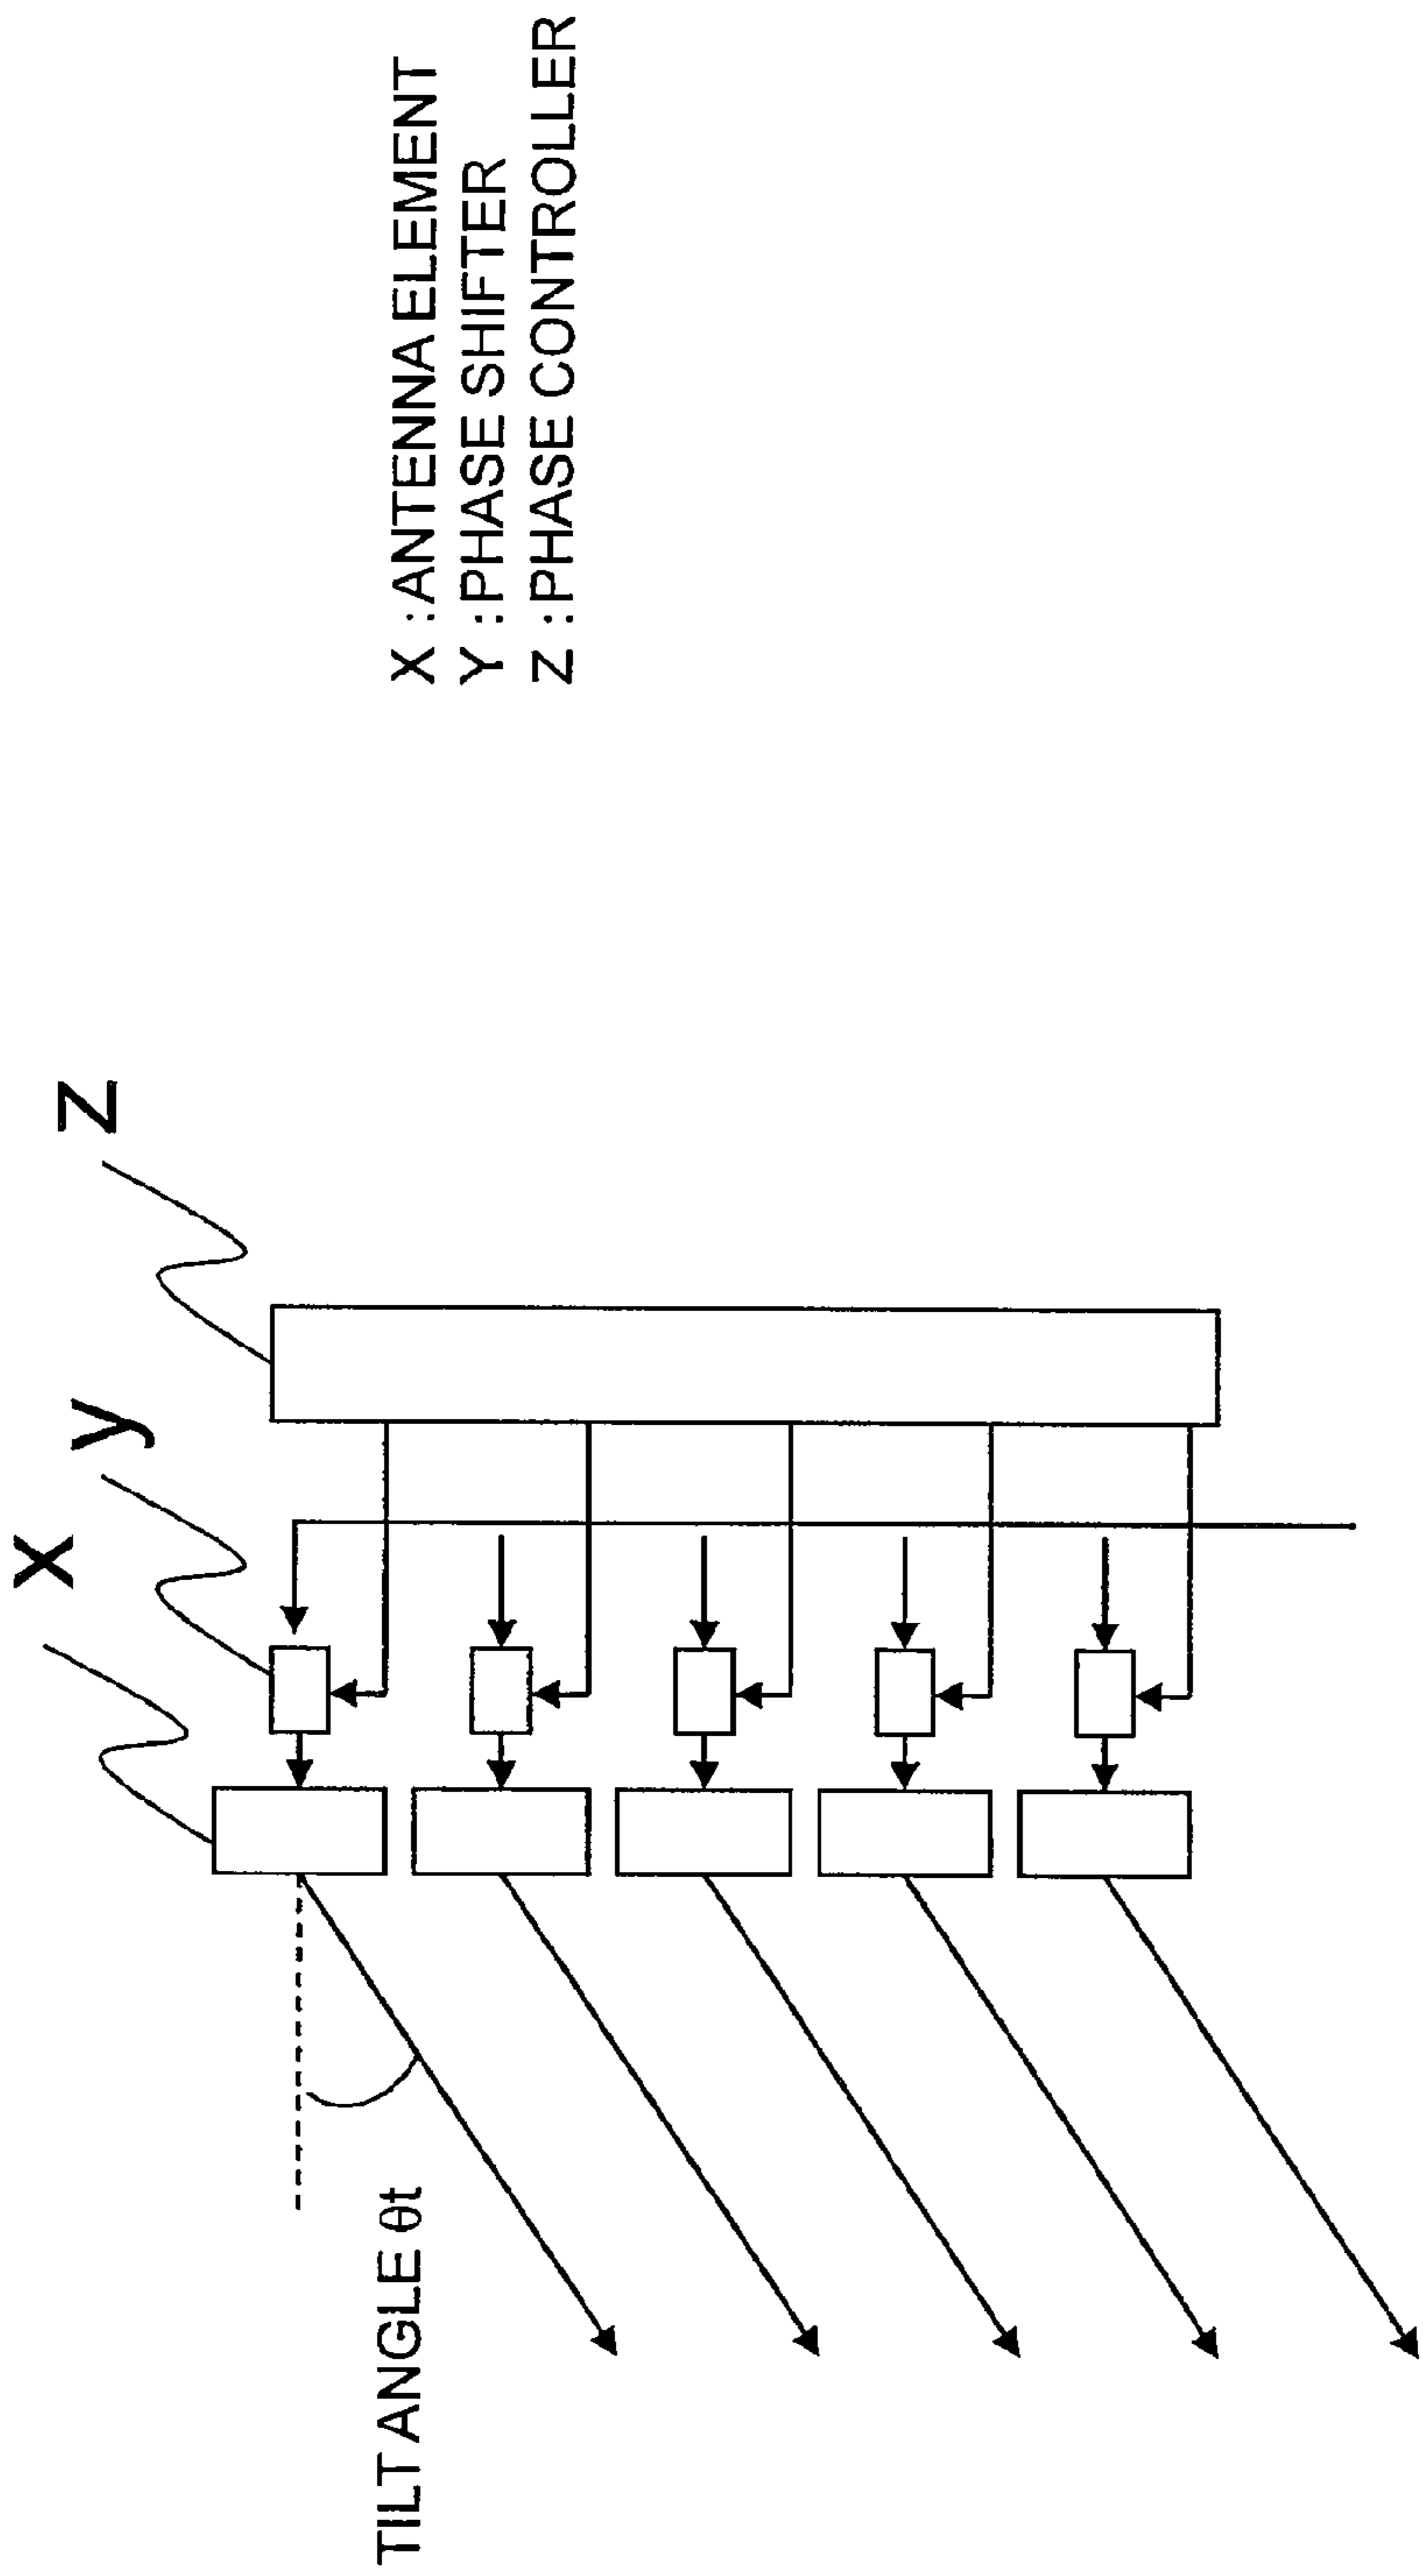 X
y
Z
TILT ANGLE θt
X : ANTENNA ELEMENT
Y : PHASE SHIFTER
Z : PHASE CONTROLLER